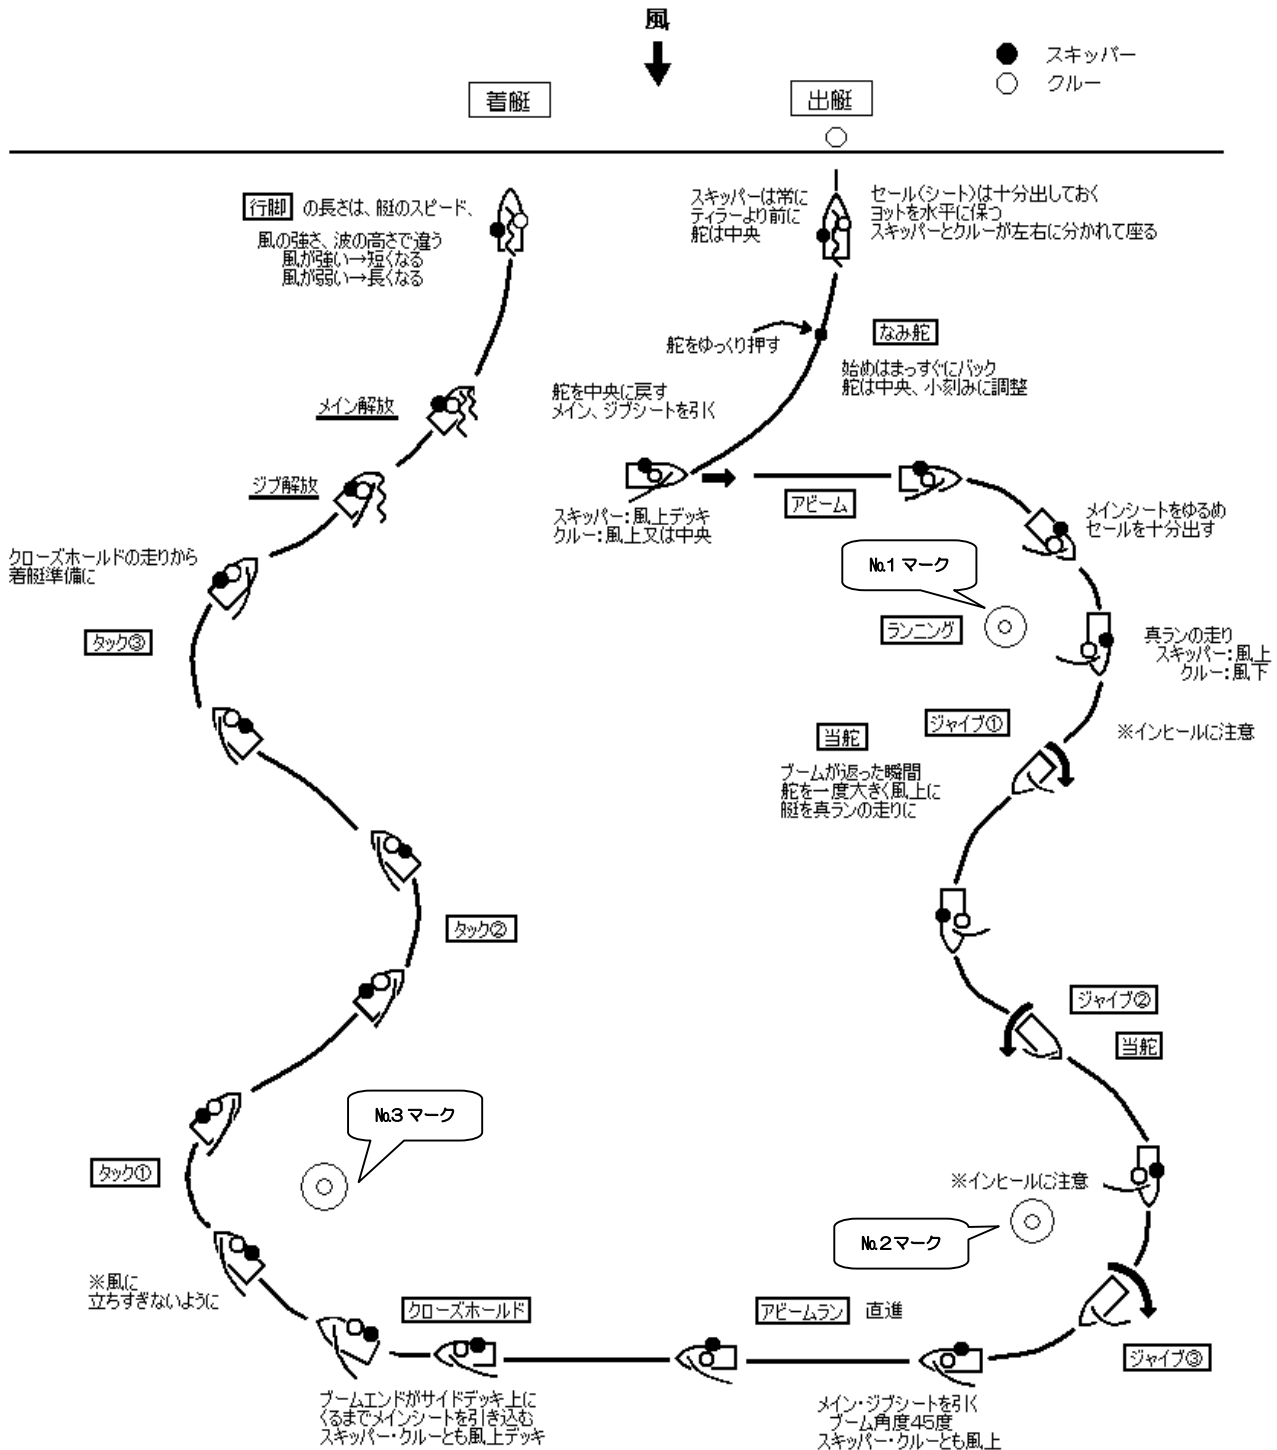 風
スキッパー
クルー
着艇
出艇
行脚 の長さは、艇のスピード、
風の強さ、波の高さで違う
風が強い→短くなる
風が弱い→長くなる
スキッパーは常に
ティラーより前に
舵は中央
セール(シート)は十分出しておく
ヨットを水平に保つ
スキッパーとクルーが左右に分かれて座る
舵をゆっくり押す
なみ舵
始めはまっすぐにバック
舵は中央、小刻みに調整
舵を中央に戻す
メイン、ジブシートを引く
メイン解放
ジブ解放
スキッパー:風上デッキ
クルー:風上又は中央
アビーム
メインシートをゆるめ
セールを十分出す
クローズホールドの走りから
着艇準備に
№1 マーク
ランニング
タック③
真ランの走り
スキッパー:風上
クルー:風下
ジャイブ①
※インヒールに注意
当舵
ブームが返った瞬間
舵を一度大きく風上に
艇を真ランの走りに
タック②
ジャイブ②
当舵
№3 マーク
タック①
※インヒールに注意
№2マーク
※風に
立ちすぎないように
クローズホールド
アビームラン 直進
ジャイブ③
ブームエンドがサイドデッキ上に
くるまでメインシートを引き込む
スキッパー・クルーとも風上デッキ
メイン・ジブシートを引く
ブーム角度45度
スキッパー・クルーとも風上